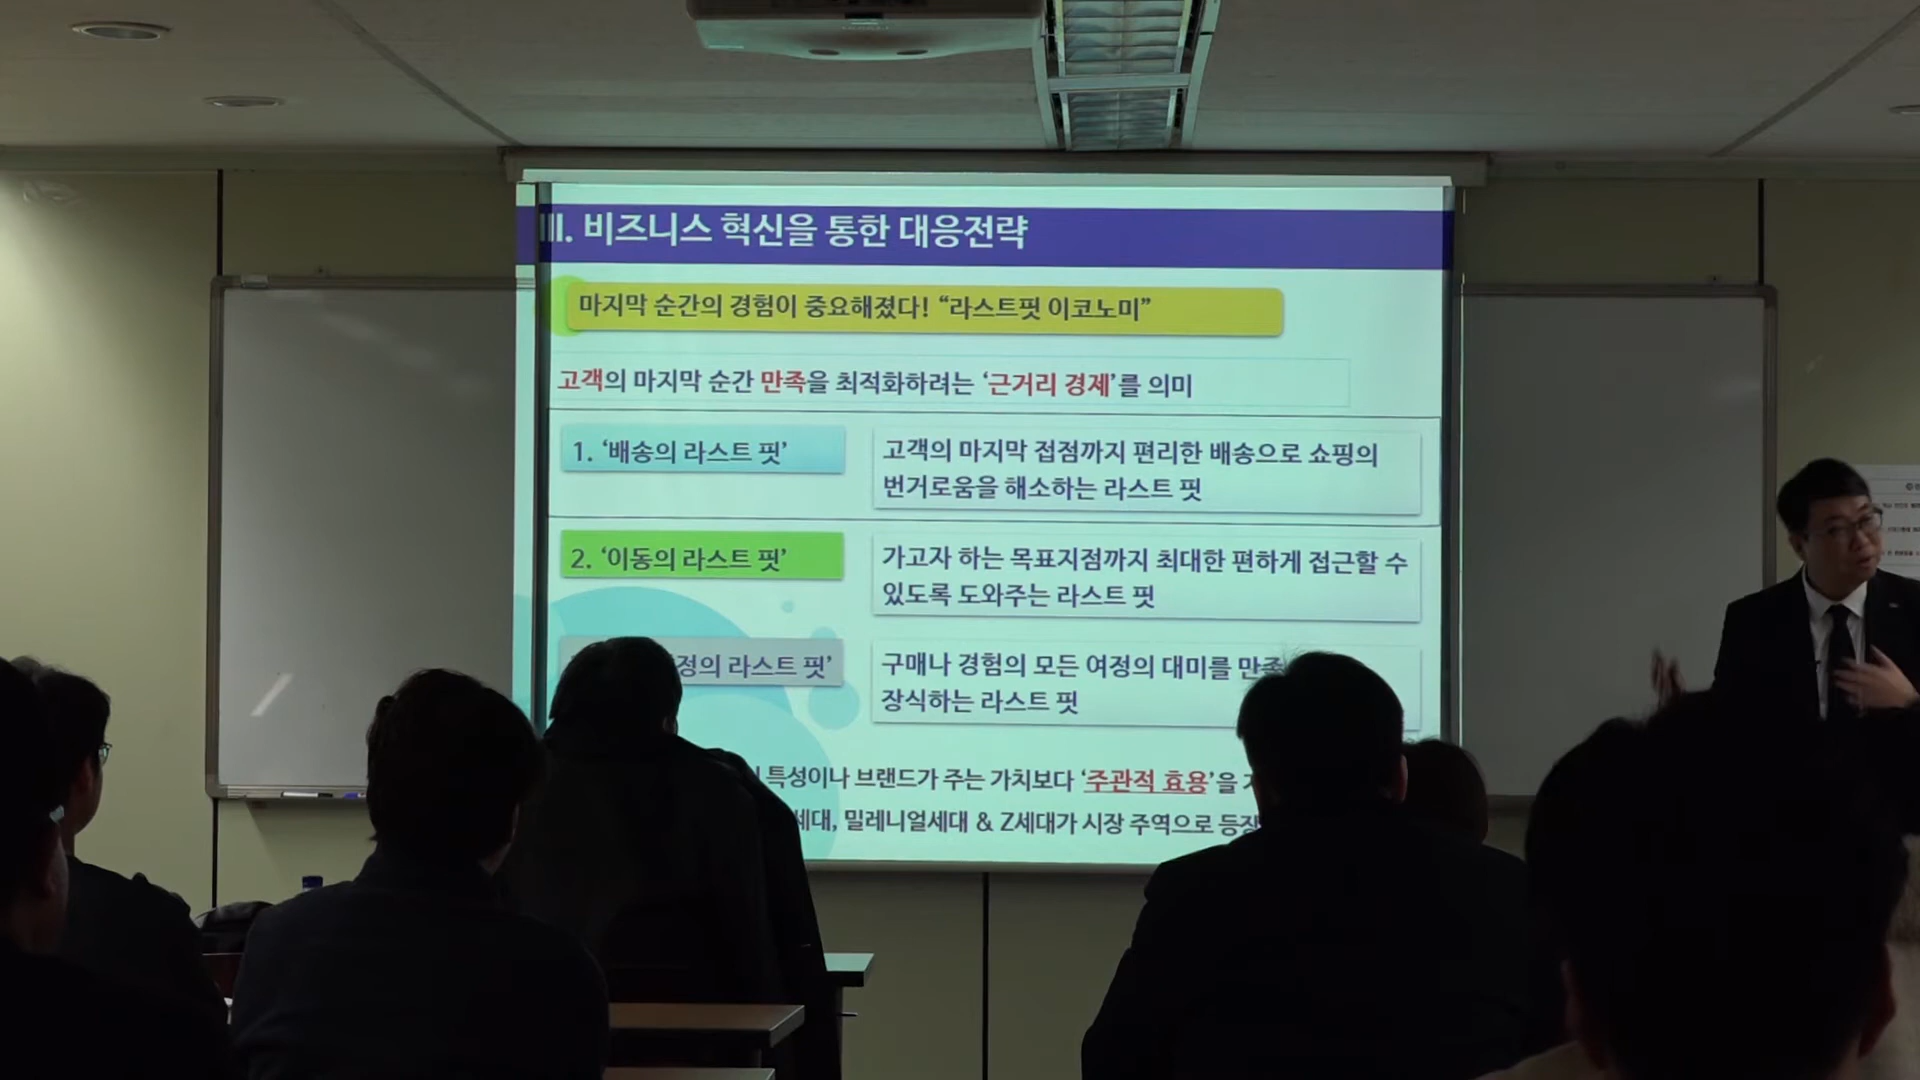 III. 비즈니스 혁신을 통한 대응전략
마지막 순간의 경험이 중요해졌다! “라스트핏 이코노미”
고객의 마지막 순간 만족을 최적화하려는 ‘근거리 경제’를 의미
1. ‘배송의 라스트 핏’
고객의 마지막 접점까지 편리한 배송으로 쇼핑의
번거로움을 해소하는 라스트 핏
2. ‘이동의 라스트 핏’
가고자 하는 목표지점까지 최대한 편하게 접근할 수
있도록 도와주는 라스트 핏
정의 라스트 핏’
구매나 경험의 모든 여정의 대미를
장식하는 라스트 핏
특성이나 브랜드가 주는 가치보다 ‘주관적 효용’을
세대, 밀레니얼세대 & Z세대가 시장 주역으로